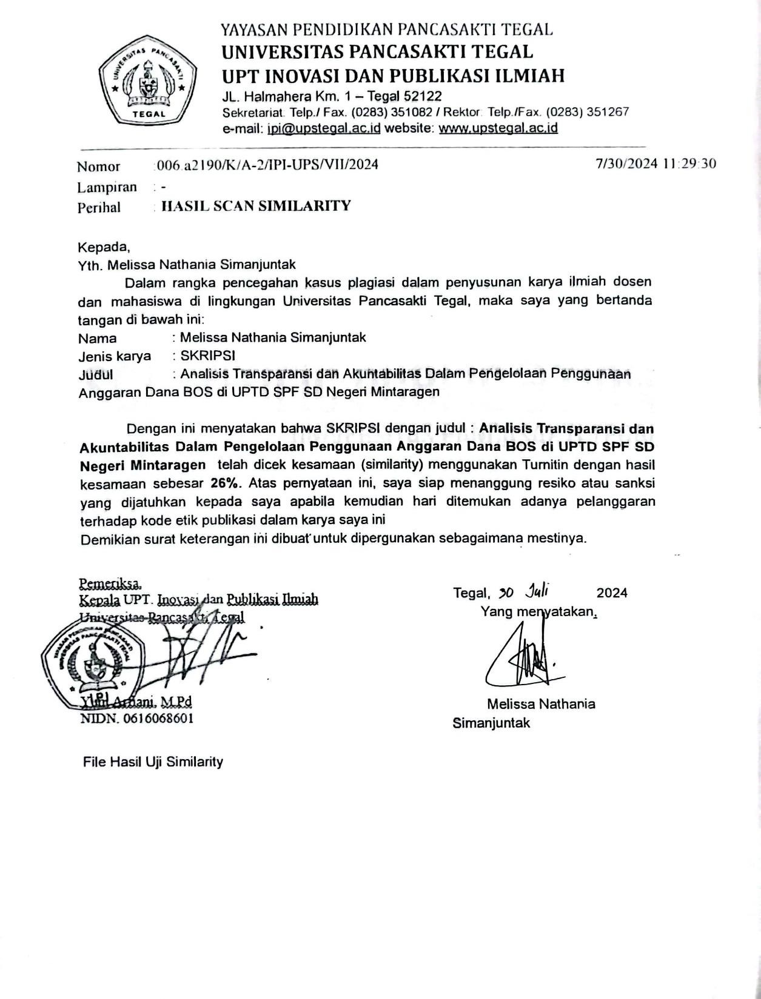 YAYASAN PENDIDIKAN PANCASAKTI TEGAL
UNIVERSITAS PANCASAKTI TEGAL
UPT INOVASI DAN PUBLIKASI ILMIAH
JL. Halmahera Km. 1 – Tegal 52122
Sekretariat. Telp./ Fax. (0283) 351082 / Rektor: Telp./Fax. (0283) 351267
e-mail: ipi@upstegal.ac.id website: www.upstegal.ac.id
UNIVERSITAS PANCASAKTI
TEGAL
Nomor :006.a2190/K/A-2/IPI-UPS/VII/2024 7/30/2024 11:29:30
Lampiran : -
Perihal : HASIL SCAN SIMILARITY
Kepada,
Yth. Melissa Nathania Simanjuntak
Dalam rangka pencegahan kasus plagiasi dalam penyusunan karya ilmiah dosen
dan mahasiswa di lingkungan Universitas Pancasakti Tegal, maka saya yang bertanda
tangan di bawah ini:
Nama : Melissa Nathania Simanjuntak
Jenis karya : SKRIPSI
Judul : Analisis Transparansi dan Akuntabilitas Dalam Pengelolaan Penggunaan
Anggaran Dana BOS di UPTD SPF SD Negeri Mintaragen
Dengan ini menyatakan bahwa SKRIPSI dengan judul : Analisis Transparansi dan
Akuntabilitas Dalam Pengelolaan Penggunaan Anggaran Dana BOS di UPTD SPF SD
Negeri Mintaragen telah dicek kesamaan (similarity) menggunakan Turnitin dengan hasil
kesamaan sebesar 26%. Atas pernyataan ini, saya siap menanggung resiko atau sanksi
yang dijatuhkan kepada saya apabila kemudian hari ditemukan adanya pelanggaran
terhadap kode etik publikasi dalam karya saya ini
Demikian surat keterangan ini dibuat untuk dipergunakan sebagaimana mestinya.
Pemeriksa,
Kepala UPT. Inovasi dan Publikasi Ilmiah
Universitas Pancasakti Tegal
YAYASAN PENDIDIKAN PANCASAKTI
UNIVERSITAS PANCASAKTI TEGAL
IPI
M.Pd
NIDN. 0616068601
Tegal, 30 Juli 2024
Yang menyatakan,
Melissa Nathania
Simanjuntak
File Hasil Uji Similarity